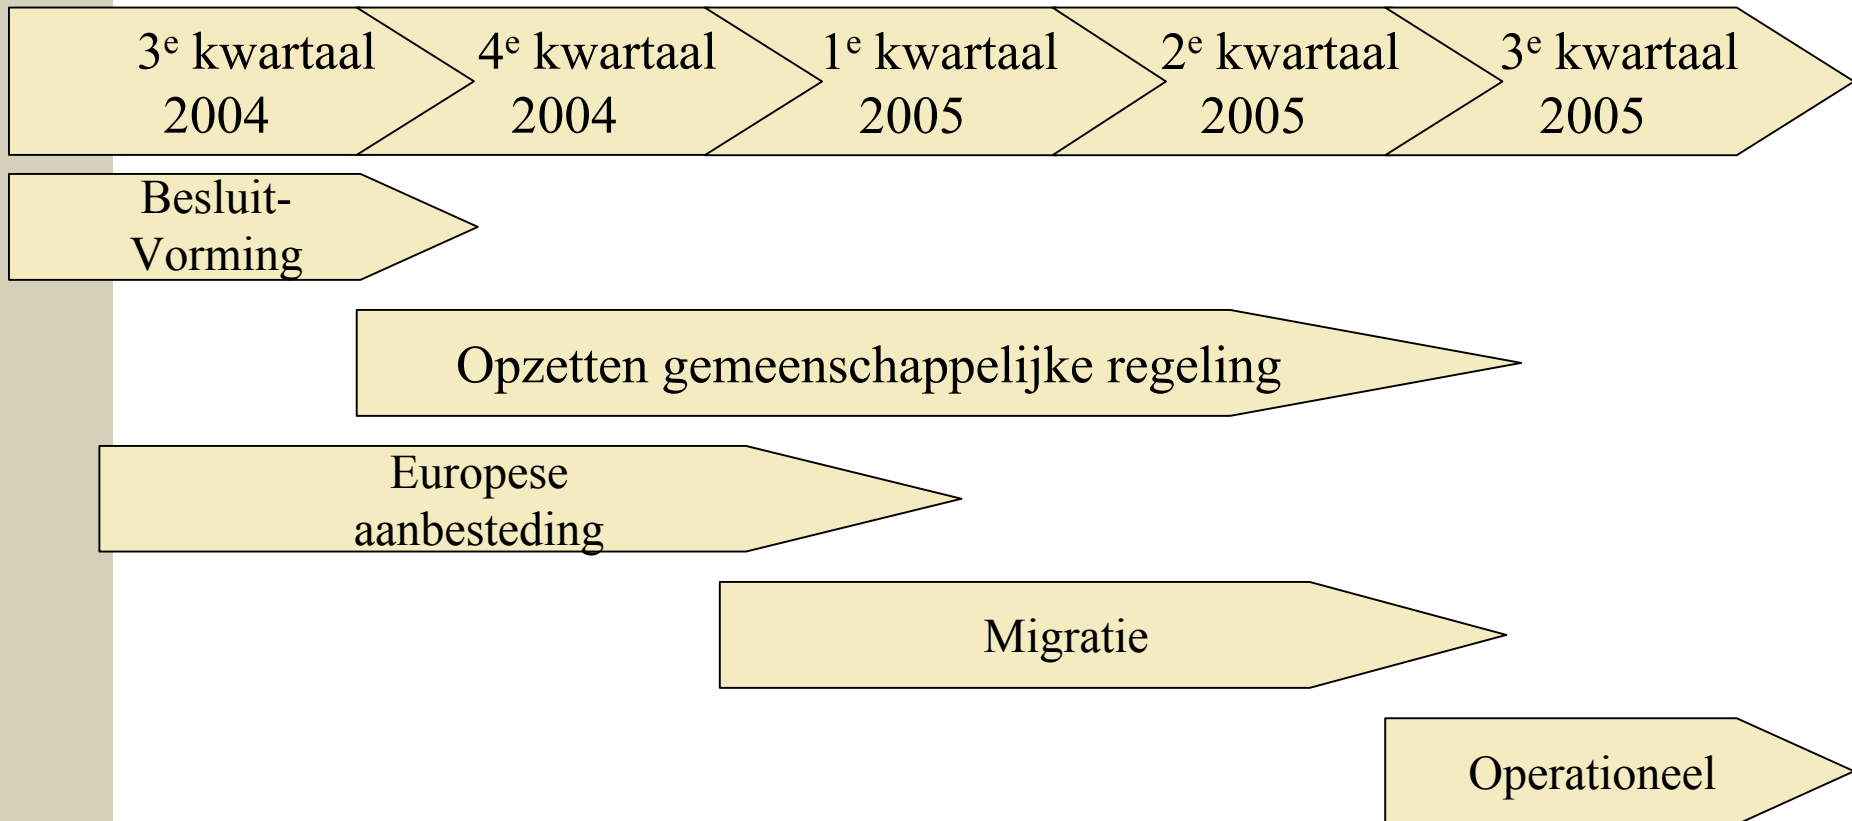 3e kwartaal
2004
4e kwartaal
2004
1e kwartaal
2005
2e kwartaal
2005
3e kwartaal
2005
Besluit-
Vorming
Opzetten gemeenschappelijke regeling
Europese
aanbesteding
Migratie
Operationeel